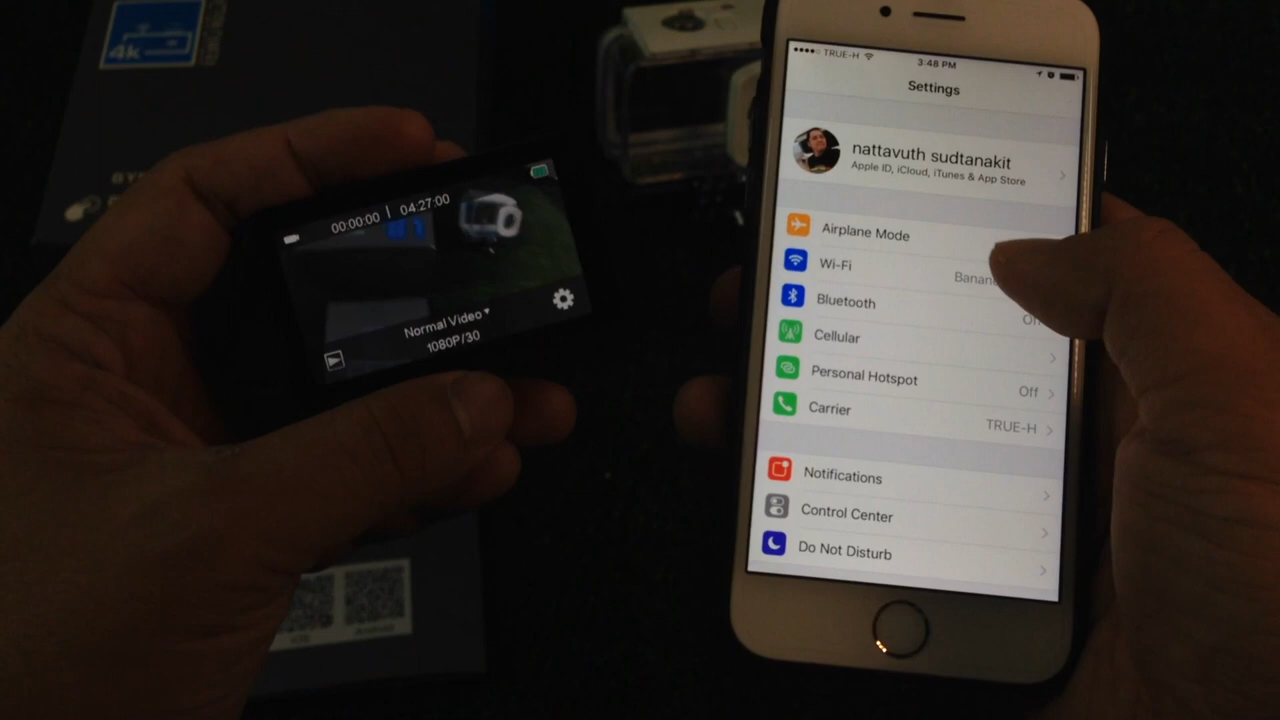 4k
00:00:00 | 04:27:00
Normal Video
1080P/30
iOS
Android
TRUE-H
3:48 PM
Settings
nattavuth sudtanakit
Apple ID, iCloud, iTunes & App Store
Airplane Mode
Wi-Fi
Bluetooth
Cellular
Personal Hotspot Off
Carrier TRUE-H
Notifications
Control Center
Do Not Disturb